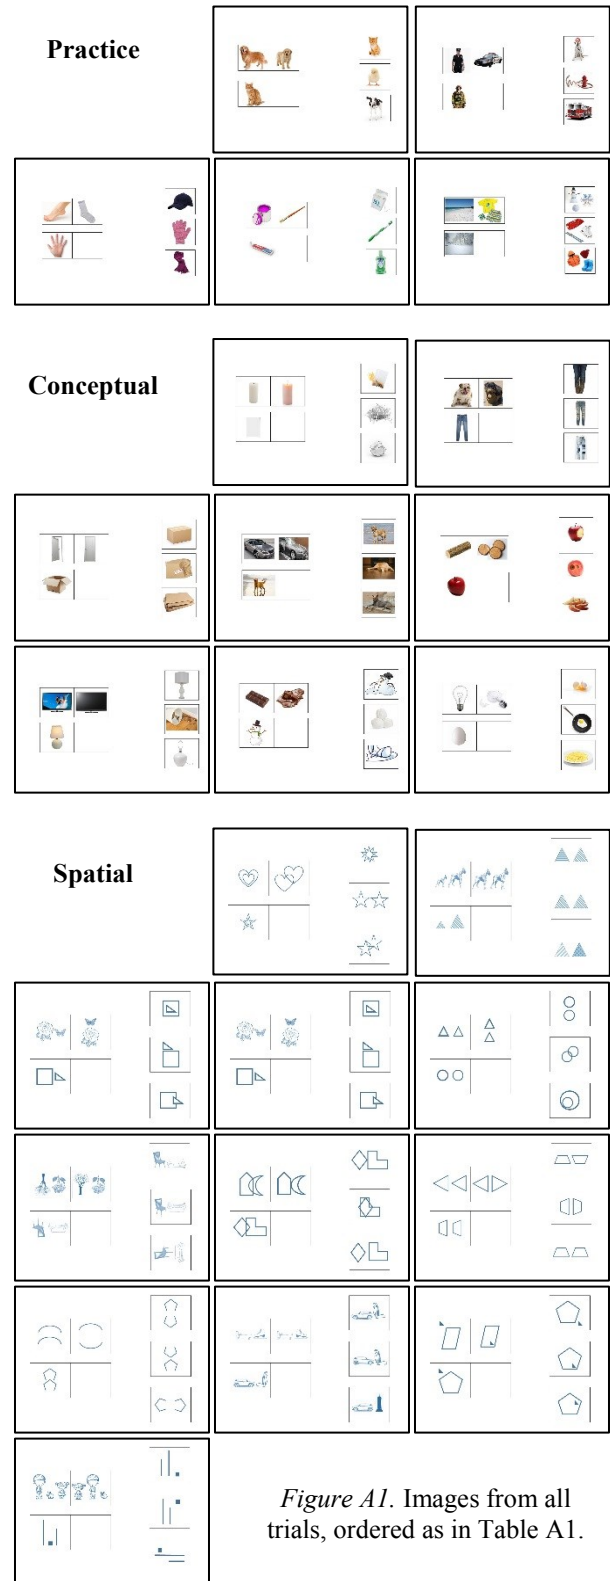 Practice
Conceptual
Spatial
Figure A1. Images from all
trials, ordered as in Table A1.